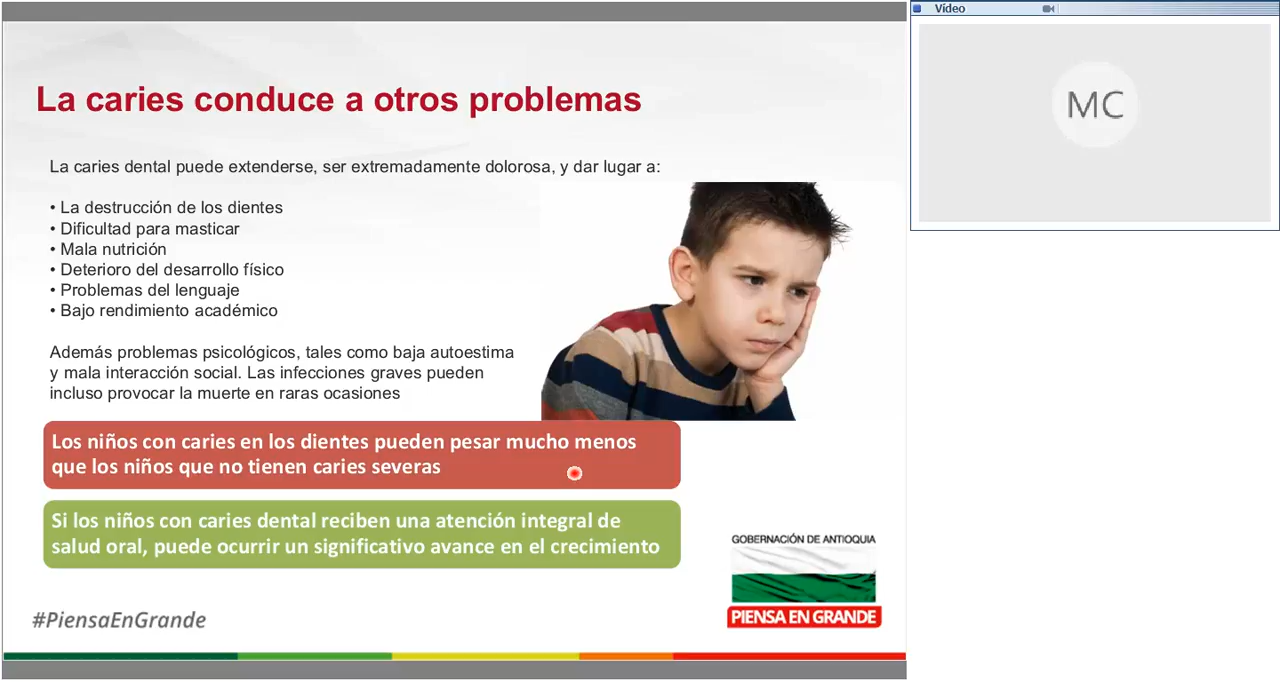 Vídeo
MC
La caries conduce a otros problemas
La caries dental puede extenderse, ser extremadamente dolorosa, y dar lugar a:
• La destrucción de los dientes
• Dificultad para masticar
• Mala nutrición
• Deterioro del desarrollo físico
• Problemas del lenguaje
• Bajo rendimiento académico
Además problemas psicológicos, tales como baja autoestima
y mala interacción social. Las infecciones graves pueden
incluso provocar la muerte en raras ocasiones
Los niños con caries en los dientes pueden pesar mucho menos
que los niños que no tienen caries severas
Si los niños con caries dental reciben una atención integral de
salud oral, puede ocurrir un significativo avance en el crecimiento
GOBERNACIÓN DE ANTIOQUIA
PIENSA EN GRANDE
#PiensaEnGrande